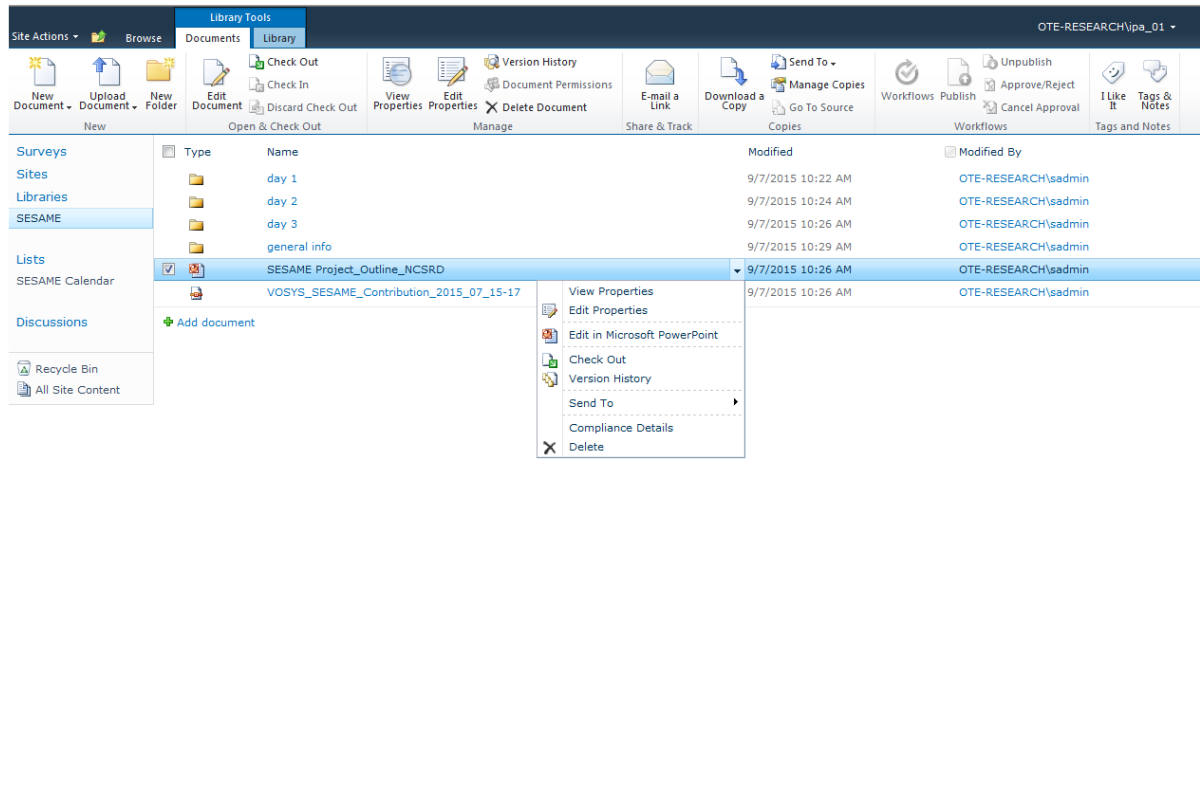 Library Tools
Site Actions Browse Documents Library OTE-RESEARCH\ipa_01
New Document
Upload Document
New Folder
New
Edit Document
Check Out
Check In
Discard Check Out
Open & Check Out
View Properties
Edit Properties
Version History
Document Permissions
Delete Document
Manage
E-mail a Link
Share & Track
Download a Copy
Send To
Manage Copies
Go To Source
Copies
Workflows
Publish
Unpublish
Approve/Reject
Cancel Approval
Workflows
I Like It
Tags & Notes
Tags and Notes
Surveys
Sites
Libraries
SESAME
Lists
SESAME Calendar
Discussions
Recycle Bin
All Site Content
Type Name Modified Modified By
day 1 9/7/2015 10:22 AM OTE-RESEARCH\sadmin
day 2 9/7/2015 10:24 AM OTE-RESEARCH\sadmin
day 3 9/7/2015 10:26 AM OTE-RESEARCH\sadmin
general info 9/7/2015 10:29 AM OTE-RESEARCH\sadmin
SESAME Project_Outline_NCSRD 9/7/2015 10:26 AM OTE-RESEARCH\sadmin
VOSYS_SESAME_Contribution_2015_07_15-17 9/7/2015 10:26 AM OTE-RESEARCH\sadmin
Add document
View Properties
Edit Properties
Edit in Microsoft PowerPoint
Check Out
Version History
Send To
Compliance Details
Delete